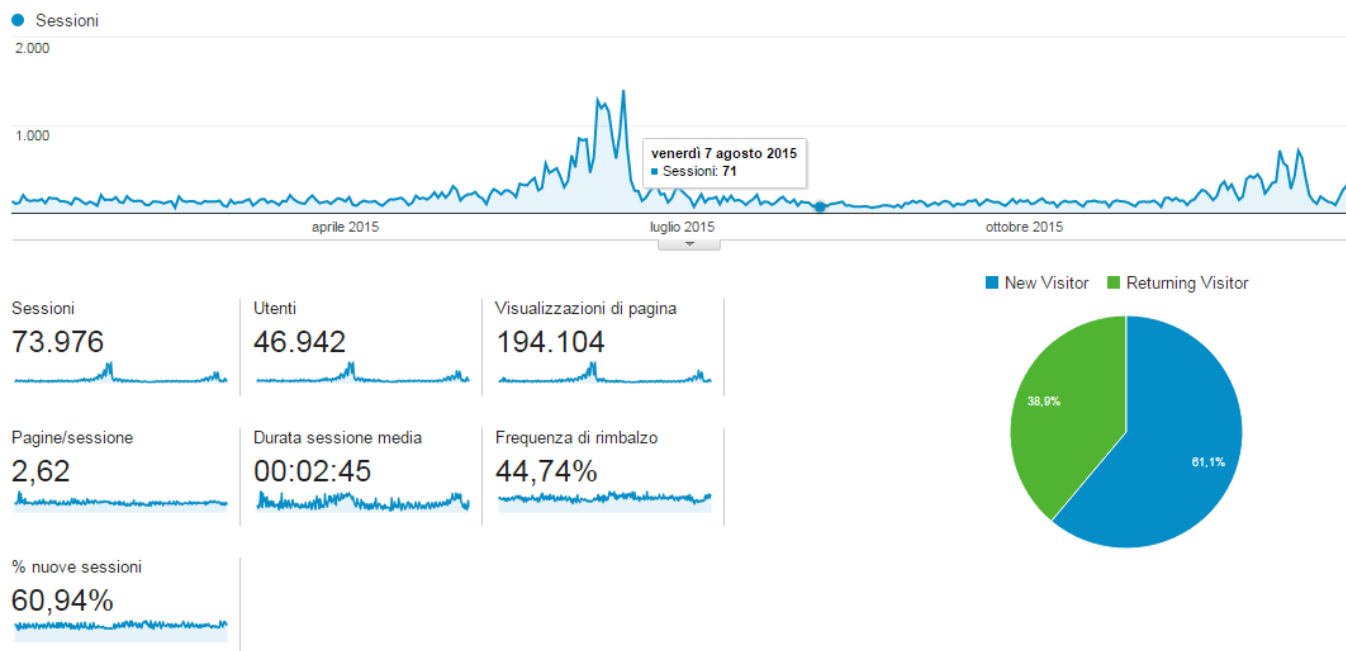 Sessioni
2.000
1.000
venerdì 7 agosto 2015
Sessioni: 71
aprile 2015
luglio 2015
ottobre 2015
New Visitor
Returning Visitor
Sessioni
73.976
Utenti
46.942
Visualizzazioni di pagina
194.104
38,9%
61,1%
Pagine/sessione
2,62
Durata sessione media
00:02:45
Frequenza di rimbalzo
44,74%
% nuove sessioni
60,94%